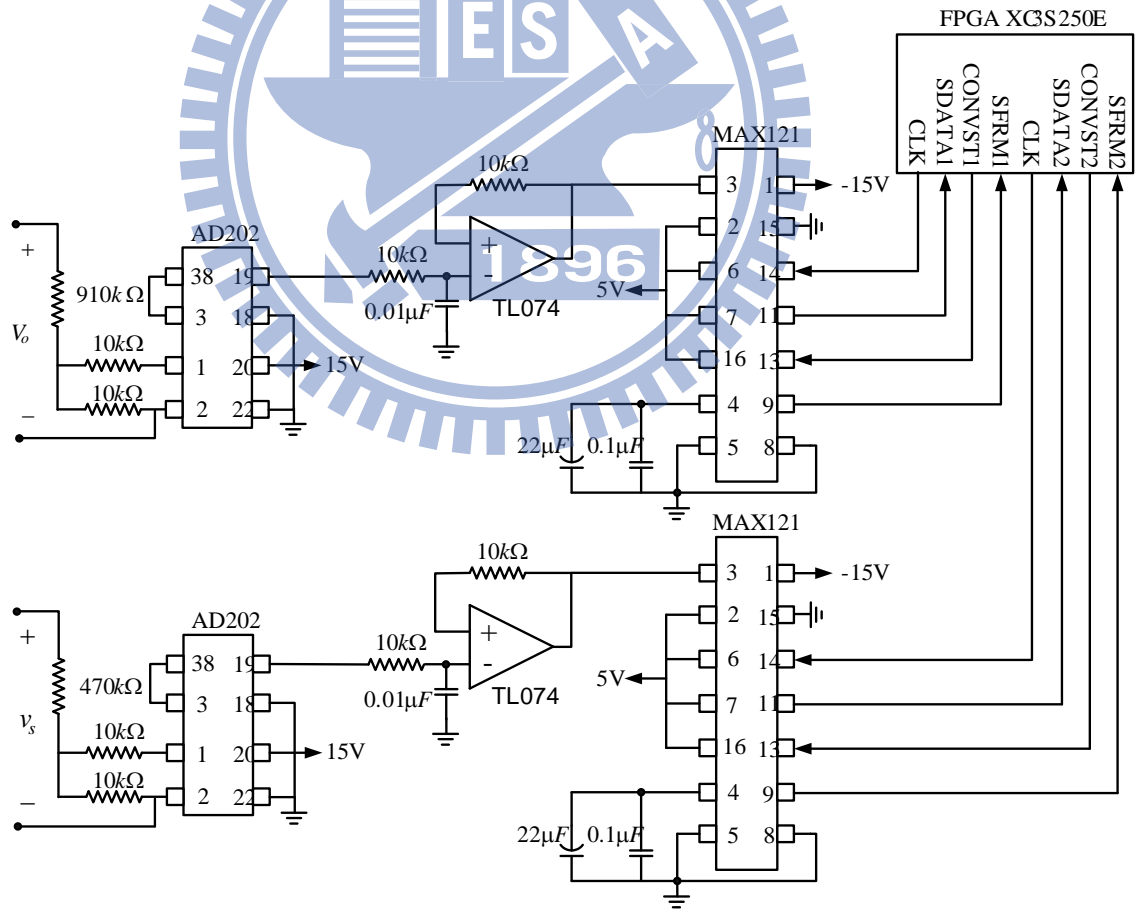 FPGA XC3S250E
CLK
SDATA1
CONVST1
SFRM1
CLK
SDATA2
CONVST2
SFRM2
ESA
8
1896
MAX121
3 1 -15V
2 15
6 14
5V
7 11
16 13
4 9
5 8
22μF 0.1μF
10kΩ
+
-
TL074
10kΩ
0.01μF
AD202
38 19
3 18
1 20 15V
2 22
+
910kΩ
Vo
10kΩ
10kΩ
–
MAX121
3 1 -15V
2 15
6 14
5V
7 11
16 13
4 9
5 8
22μF 0.1μF
10kΩ
+
-
TL074
10kΩ
0.01μF
AD202
38 19
3 18
1 20 15V
2 22
+
470kΩ
vs
10kΩ
10kΩ
–